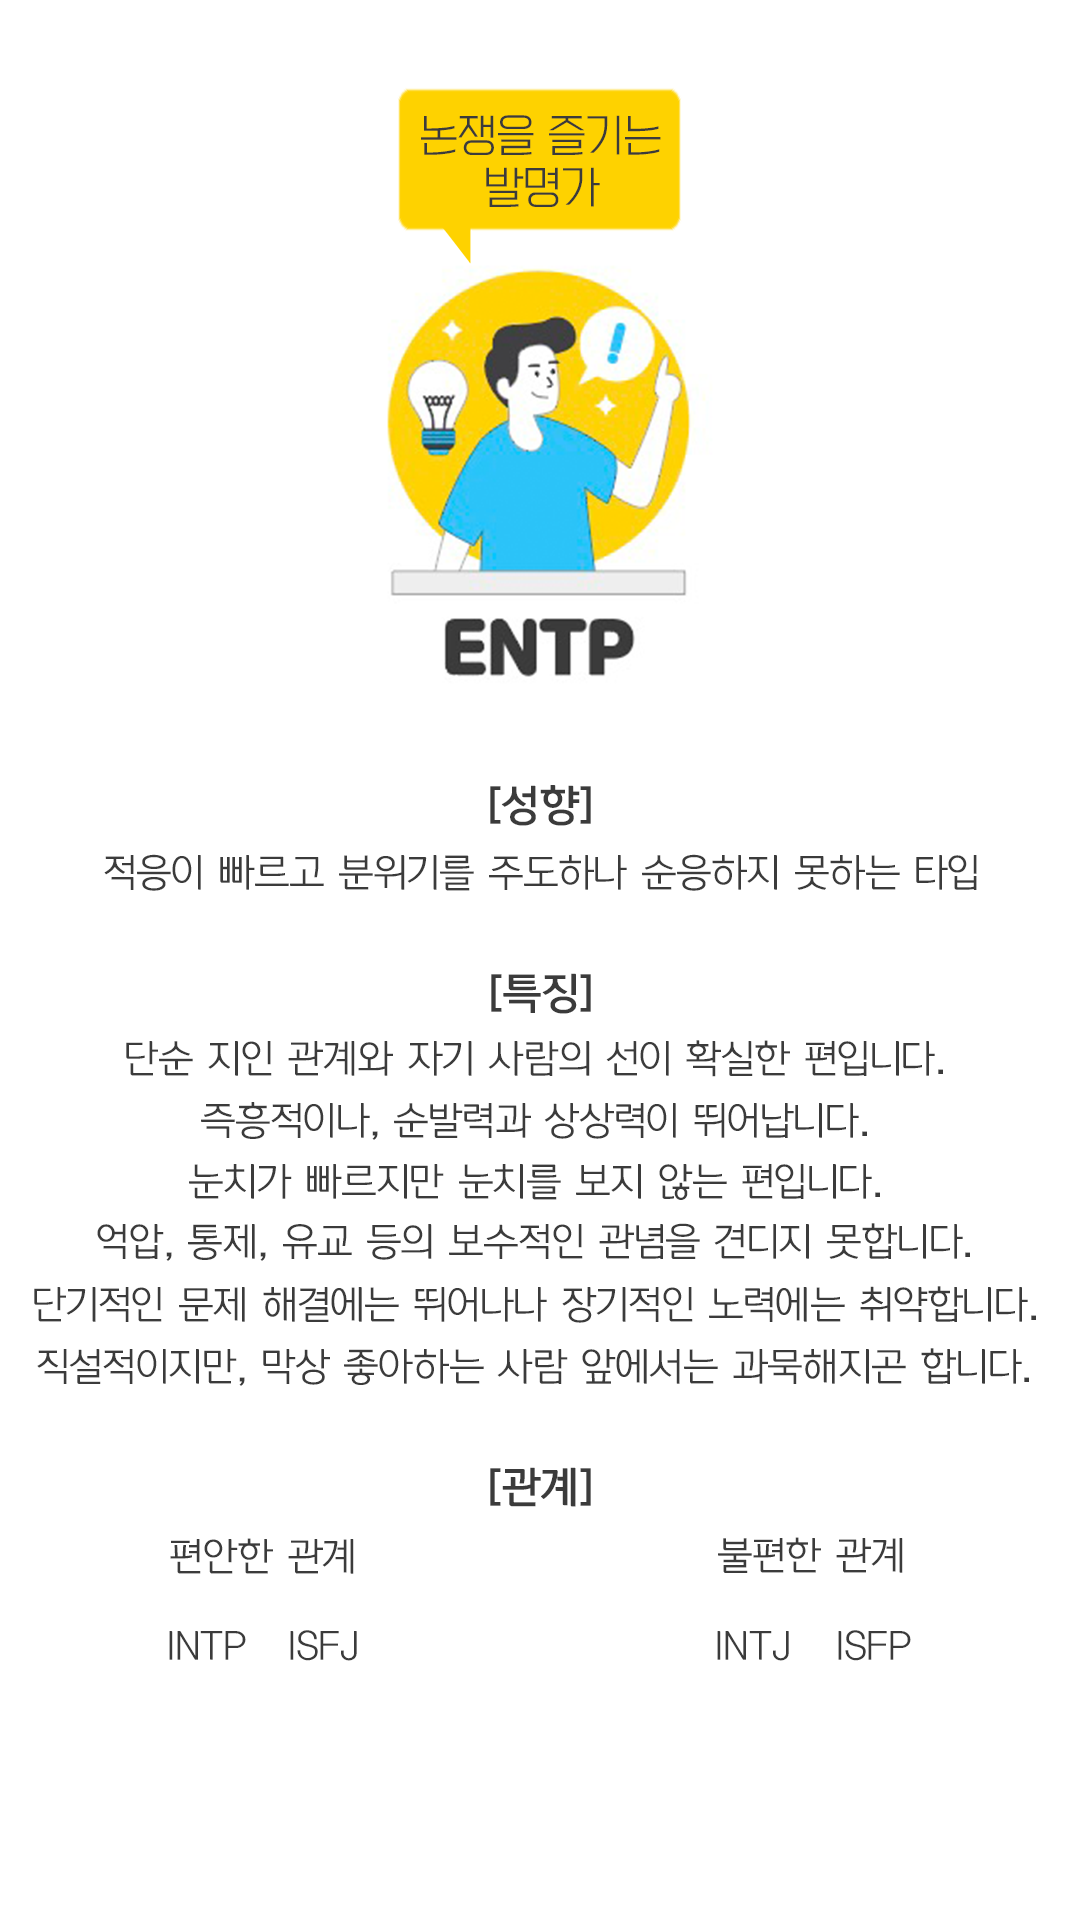 논쟁을 즐기는
발명가
!
ENTP
[성향]
적응이 빠르고 분위기를 주도하나 순응하지 못하는 타입
[특징]
단순 지인 관계와 자기 사람의 선이 확실한 편입니다.
즉흥적이나, 순발력과 상상력이 뛰어납니다.
눈치가 빠르지만 눈치를 보지 않는 편입니다.
억압, 통제, 유교 등의 보수적인 관념을 견디지 못합니다.
단기적인 문제 해결에는 뛰어나나 장기적인 노력에는 취약합니다.
직설적이지만, 막상 좋아하는 사람 앞에서는 과묵해지곤 합니다.
[관계]
편안한 관계 불편한 관계
INTP ISFJ INTJ ISFP